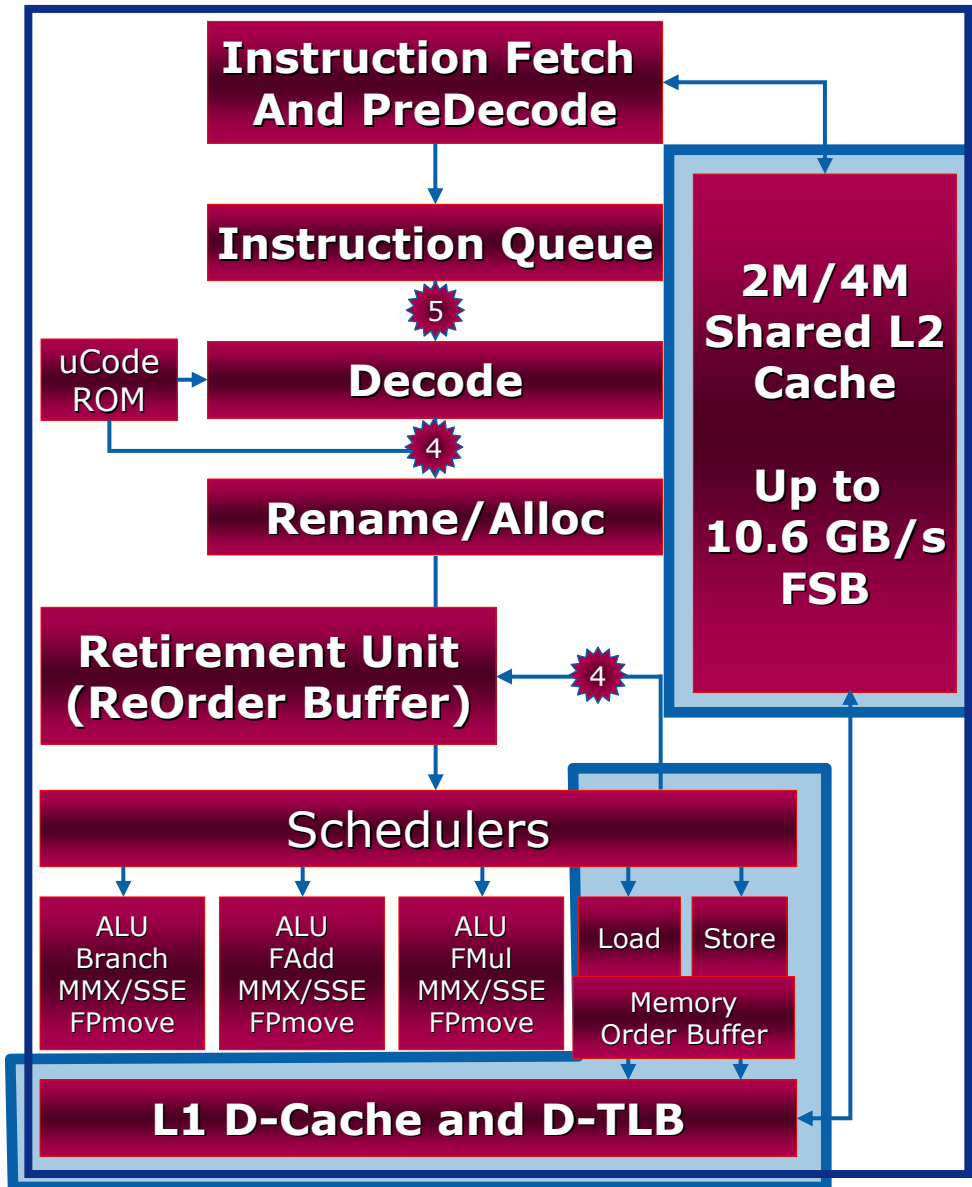 Instruction Fetch
And PreDecode
Instruction Queue
5
uCode
ROM
Decode
4
Rename/Alloc
2M/4M
Shared L2
Cache
Up to
10.6 GB/s
FSB
Retirement Unit
(ReOrder Buffer)
4
Schedulers
ALU
Branch
MMX/SSE
FPmove
ALU
FAdd
MMX/SSE
FPmove
ALU
FMul
MMX/SSE
FPmove
Load
Store
Memory
Order Buffer
L1 D-Cache and D-TLB